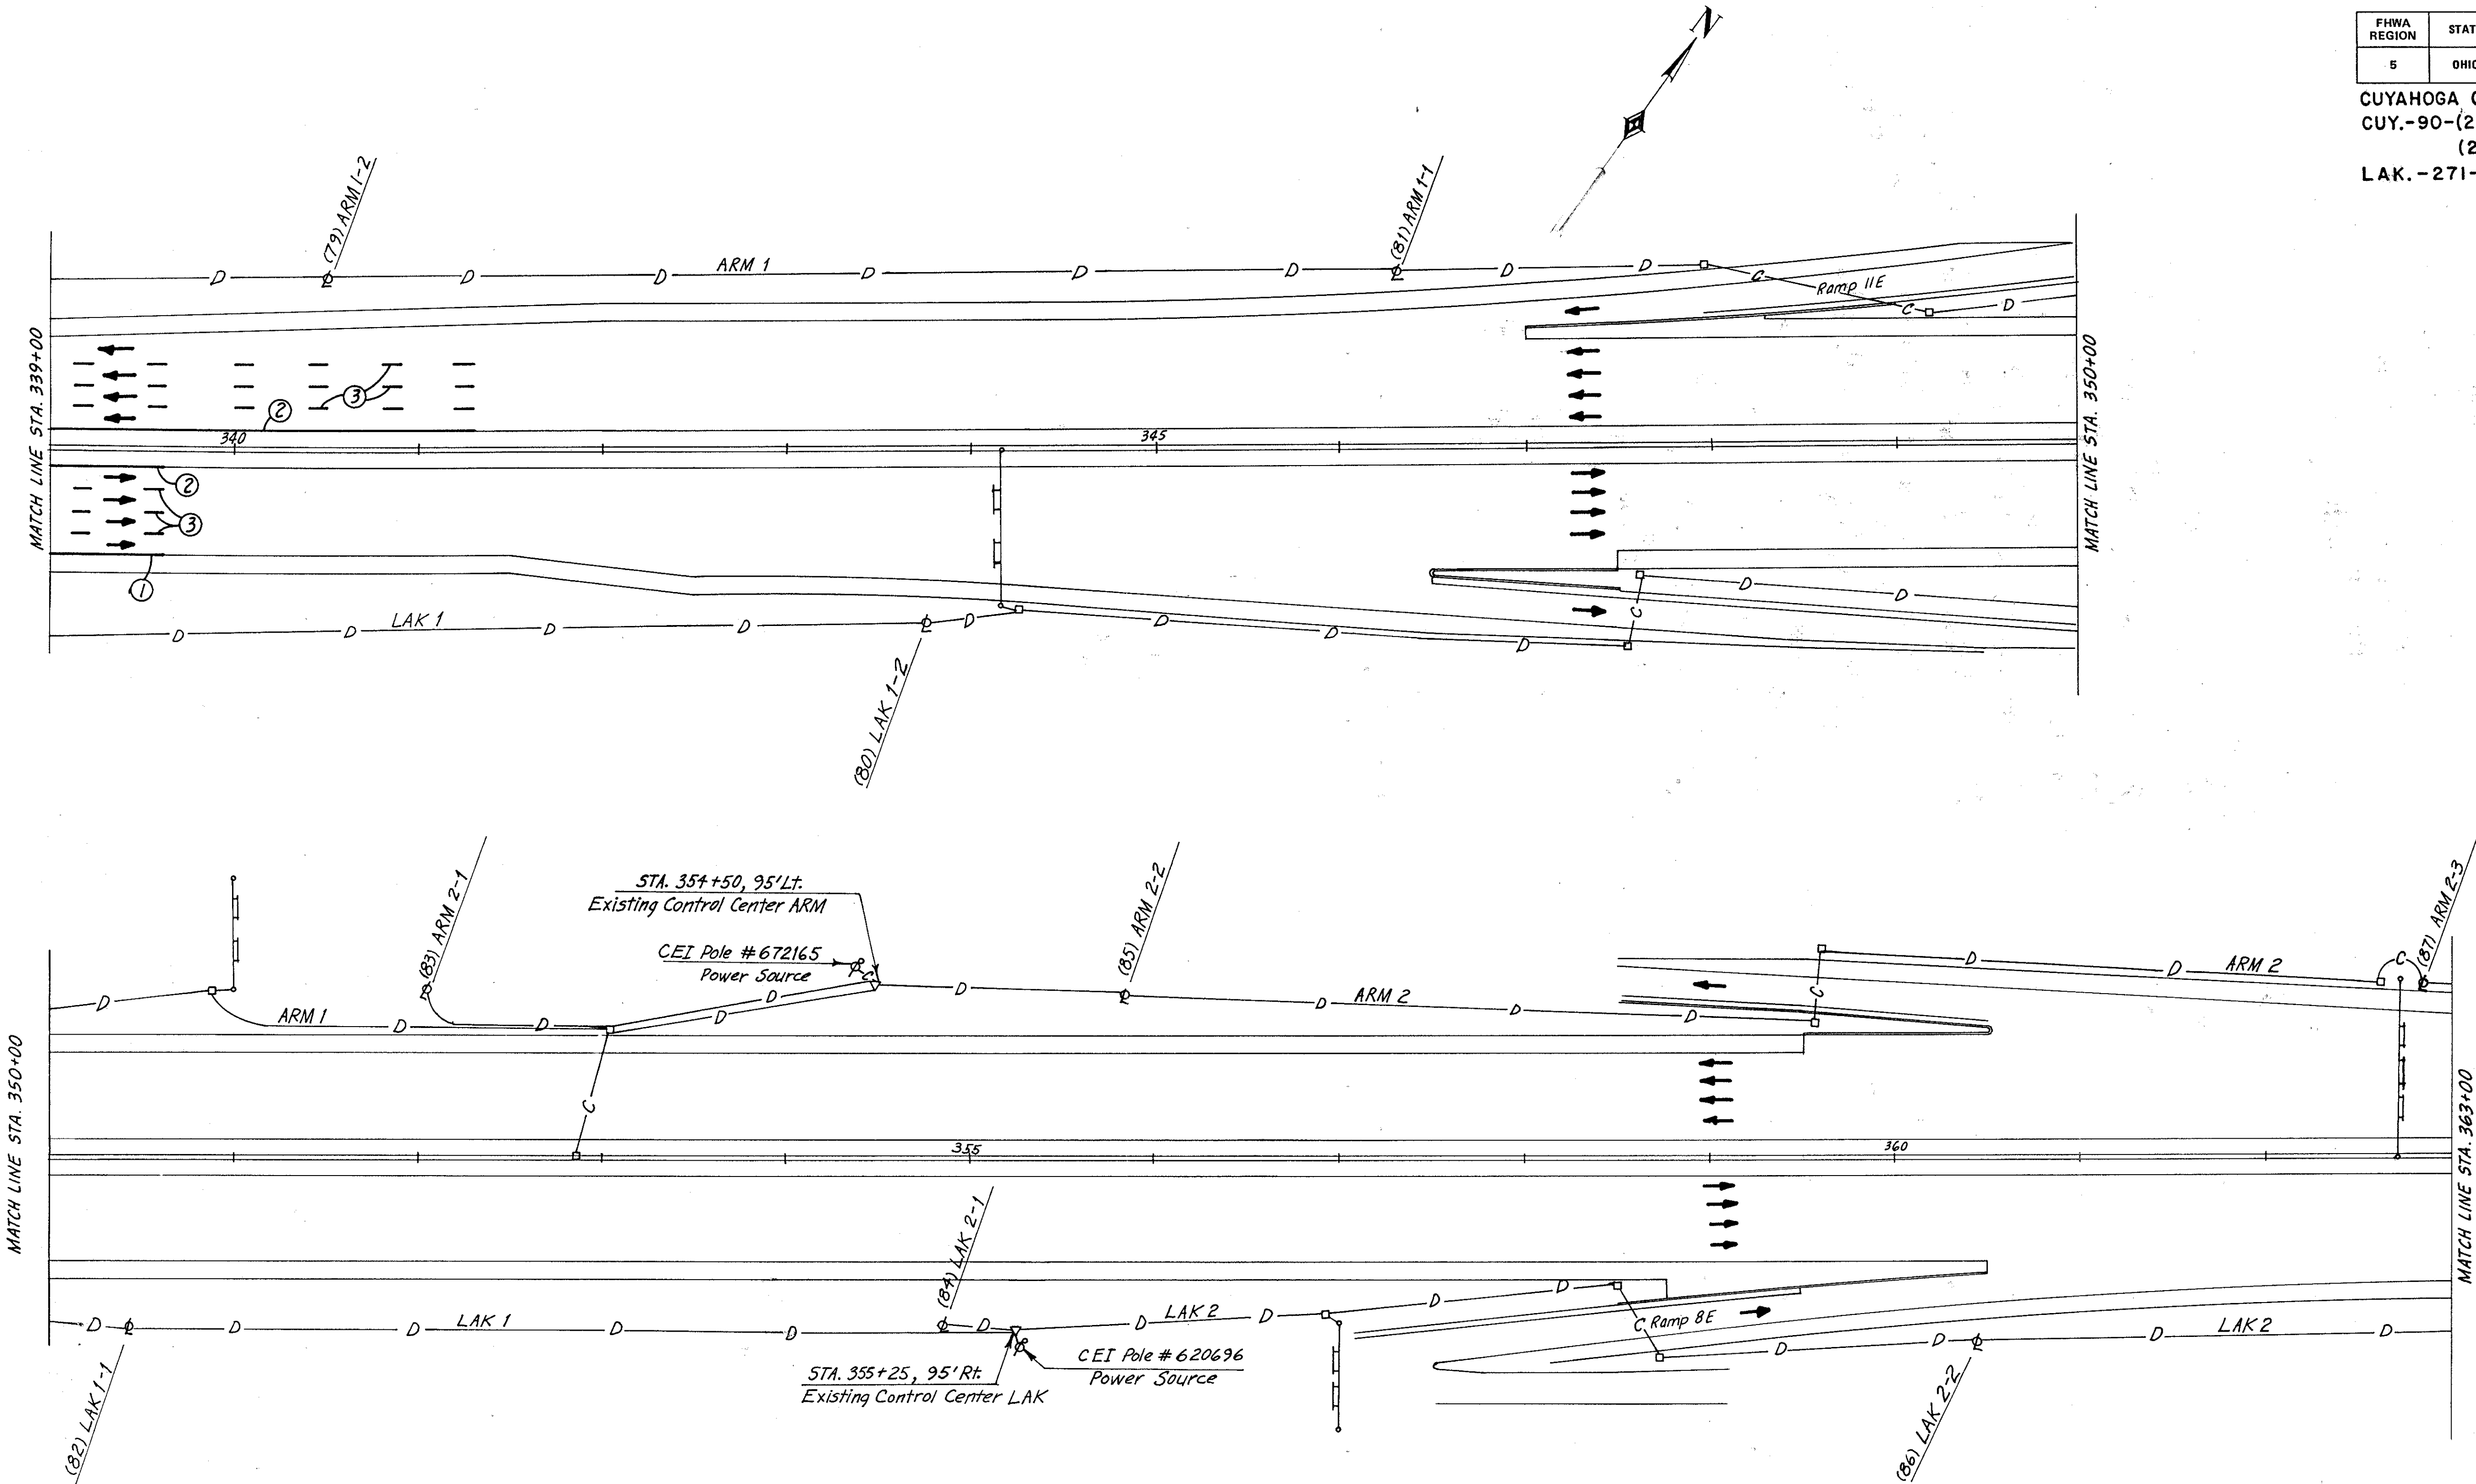 FHWA
REGION
5
OHIO
CUYAHOGA
CUY.-90-(2
(2
LAK.-271-
N
(79) ARM 1-2
(81) ARM 1-1
D D D ARM 1 D D D D D
C Ramp 11E C D
MATCH LINE STA. 339+00
MATCH LINE STA. 350+00
3
2
340
345
2
3
1
D D D C
D LAK 1 D D D D D D D
(80) LAK 1-2
(83) ARM 2-1
STA. 354+50, 95' Lt.
Existing Control Center ARM
CEI Pole # 672165
Power Source
C
(85) ARM 2-2
(87) ARM 2-3
D ARM 1 D D D D D D ARM 2 D D C D D ARM 2 C
C
MATCH LINE STA. 350+00
MATCH LINE STA. 363+00
355
360
(84) LAK 2-1
D D D LAK 1 D D D D LAK 2 D D D
C Ramp 8E
D D D LAK 2 D
CEI Pole # 620696
Power Source
STA. 355+25, 95' Rt.
Existing Control Center LAK
(82) LAK 1-1
(86) LAK 2-2